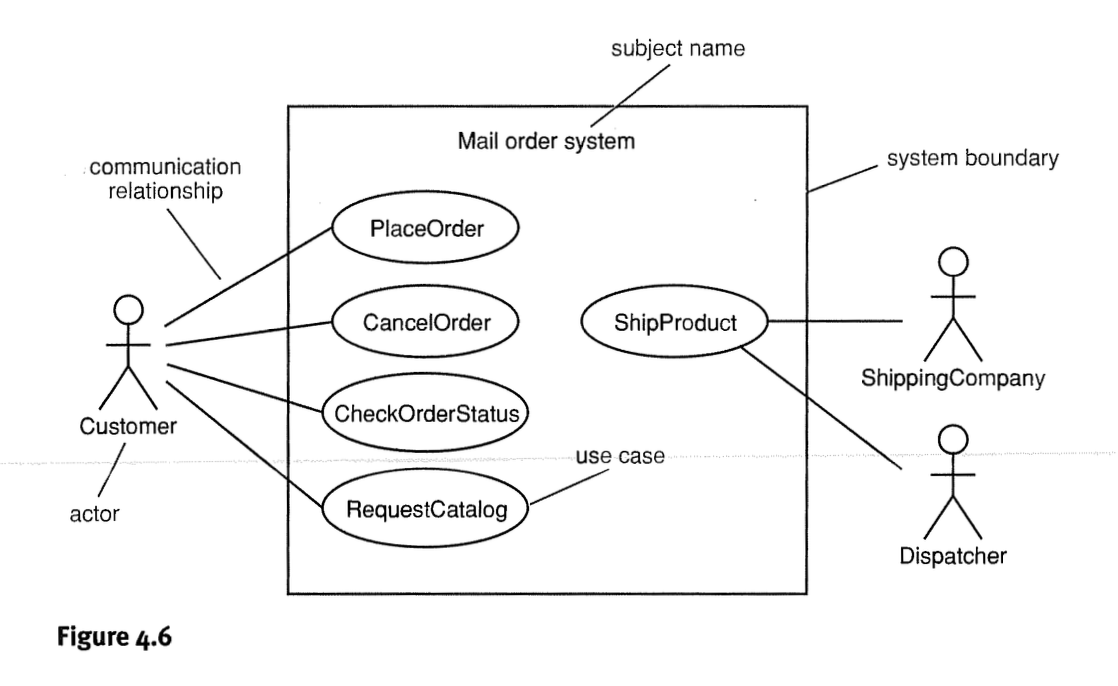 subject name
Mail order system
communication
relationship
system boundary
PlaceOrder
CancelOrder
ShipProduct
ShippingCompany
CheckOrderStatus
Customer
use case
RequestCatalog
actor
Dispatcher
Figure 4.6